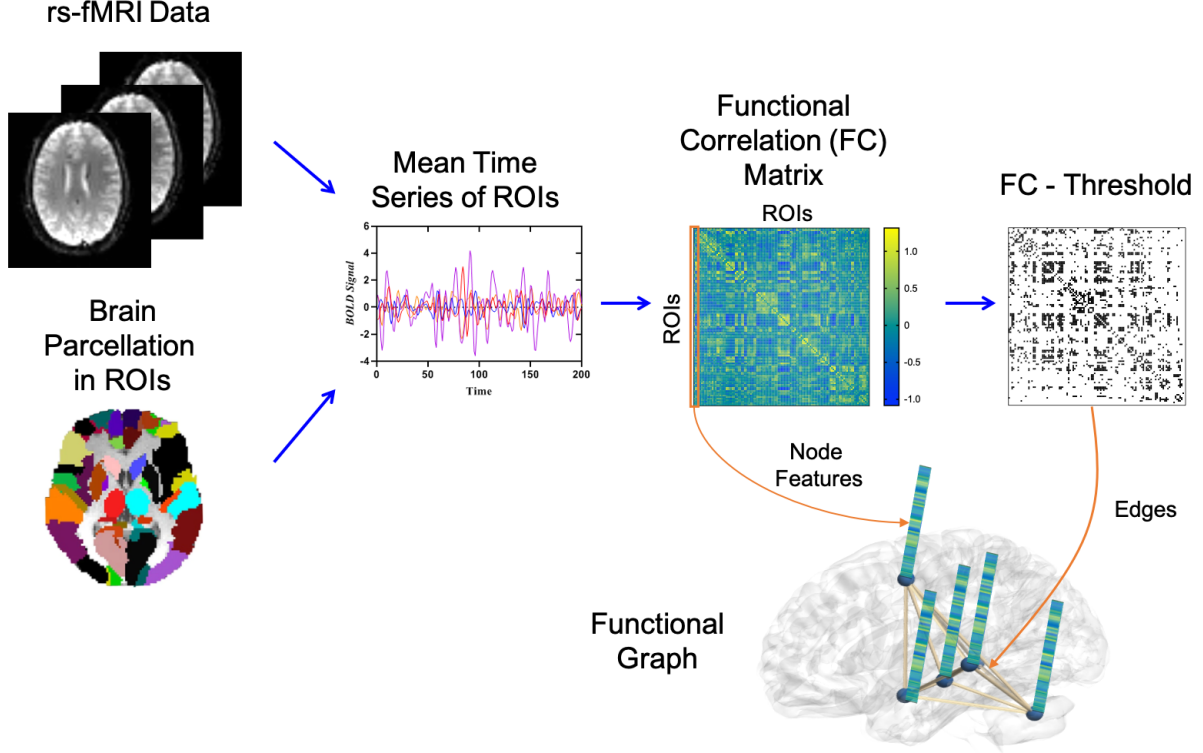 rs-fMRI Data
Brain
Parcellation
in ROIs
Mean Time
Series of ROIs
BOLD Signal
6
4
2
0
-2
-4
0
50
100
150
200
Time
Functional
Correlation (FC)
Matrix
ROIs
ROIs
1.0
0.5
0
-0.5
-1.0
FC - Threshold
Node
Features
Edges
Functional
Graph